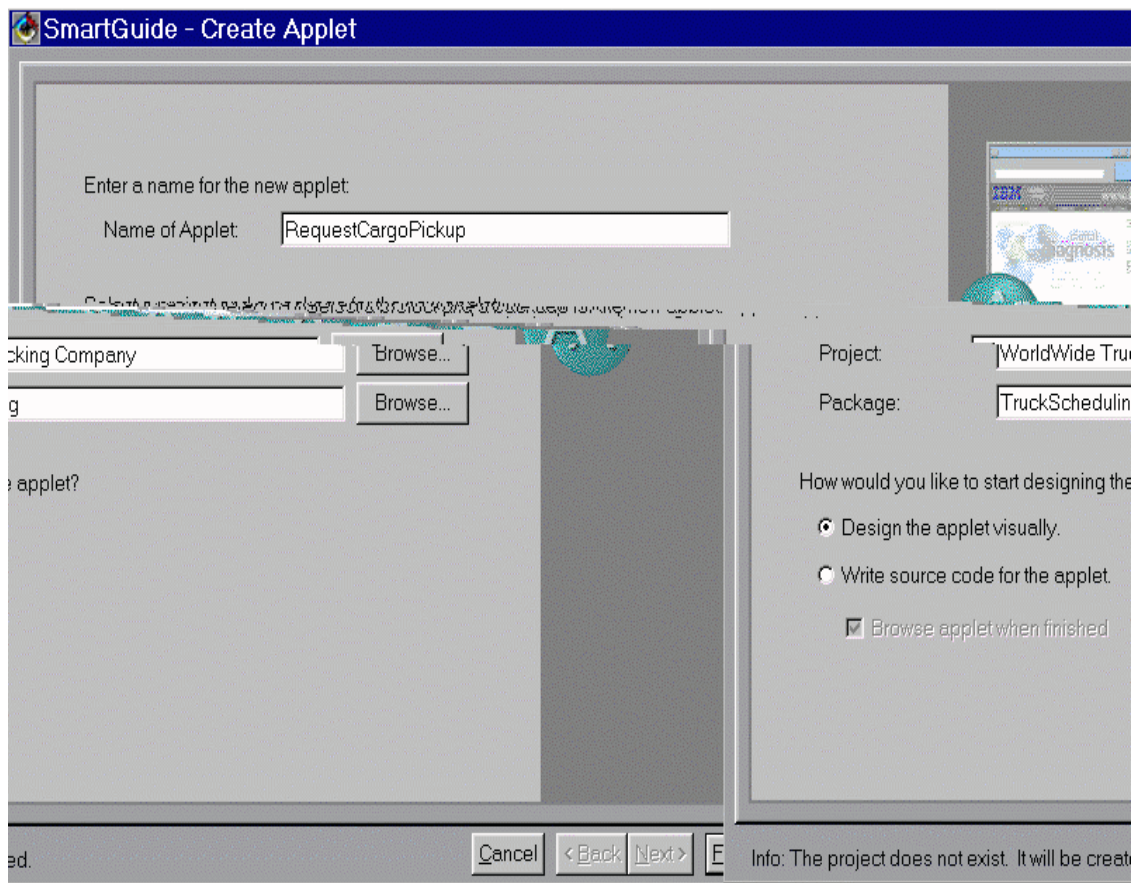 SmartGuide - Create Applet
Enter a name for the new applet:
Name of Applet: RequestCargoPickup
IBM
diagnosis
cking Company Browse... Project: WorldWide Truc
g Browse... Package: TruckSchedulin
applet? How would you like to start designing the
Design the applet visually.
Write source code for the applet.
Browse applet when finished
ed. Cancel < Back Next > F Info: The project does not exist. It will be create